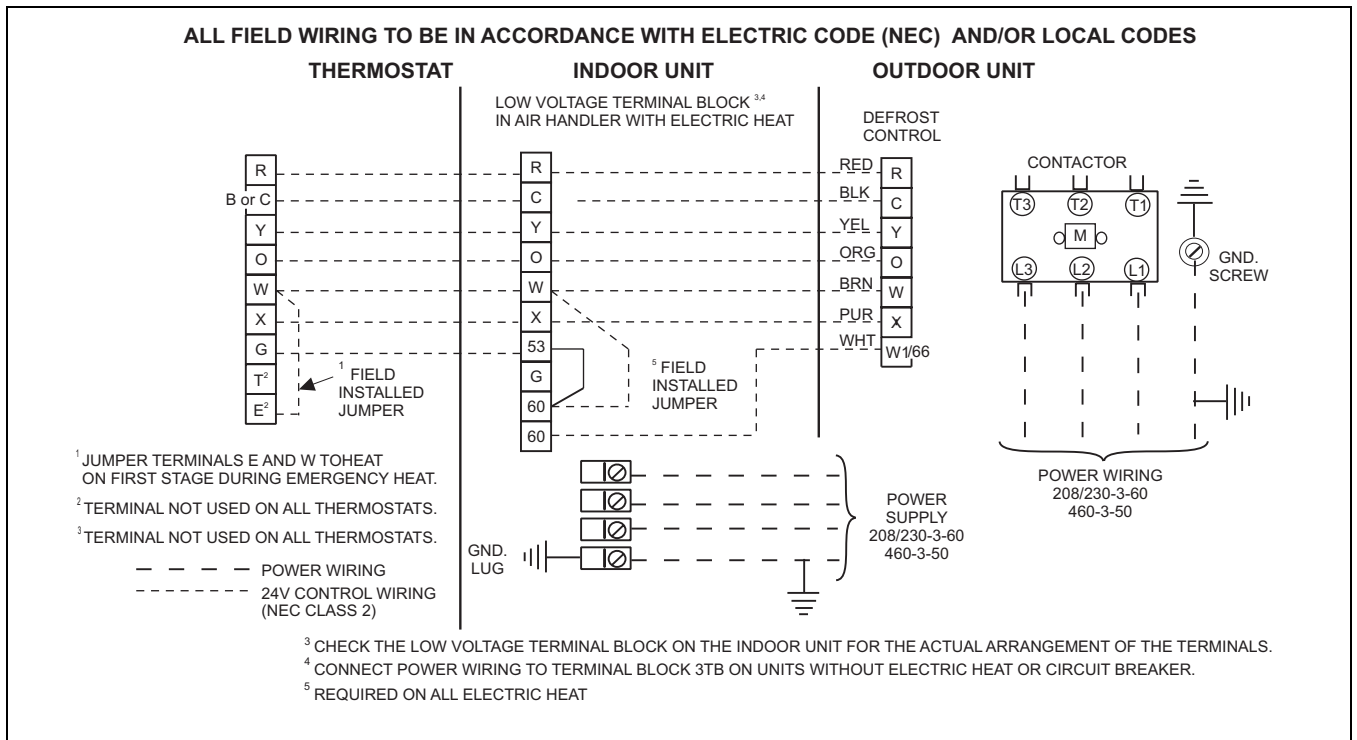 ALL FIELD WIRING TO BE IN ACCORDANCE WITH ELECTRIC CODE (NEC) AND/OR LOCAL CODES
THERMOSTAT
INDOOR UNIT
OUTDOOR UNIT
LOW VOLTAGE TERMINAL BLOCK 3,4
IN AIR HANDLER WITH ELECTRIC HEAT
DEFROST
CONTROL
R
B or C
Y
O
W
X
G
T2
E2
1 FIELD
INSTALLED
JUMPER
R
C
Y
O
W
X
53
G
60
60
5 FIELD
INSTALLED
JUMPER
RED
BLK
YEL
ORG
BRN
PUR
WHT
R
C
Y
O
W
X
W1/66
CONTACTOR
T3
T2
T1
M
L3
L2
L1
GND.
SCREW
POWER WIRING
208/230-3-60
460-3-50
1 JUMPER TERMINALS E AND W TOHEAT
ON FIRST STAGE DURING EMERGENCY HEAT.
2 TERMINAL NOT USED ON ALL THERMOSTATS.
3 TERMINAL NOT USED ON ALL THERMOSTATS.
POWER WIRING
24V CONTROL WIRING
(NEC CLASS 2)
GND.
LUG
POWER
SUPPLY
208/230-3-60
460-3-50
3 CHECK THE LOW VOLTAGE TERMINAL BLOCK ON THE INDOOR UNIT FOR THE ACTUAL ARRANGEMENT OF THE TERMINALS.
4 CONNECT POWER WIRING TO TERMINAL BLOCK 3TB ON UNITS WITHOUT ELECTRIC HEAT OR CIRCUIT BREAKER.
5 REQUIRED ON ALL ELECTRIC HEAT